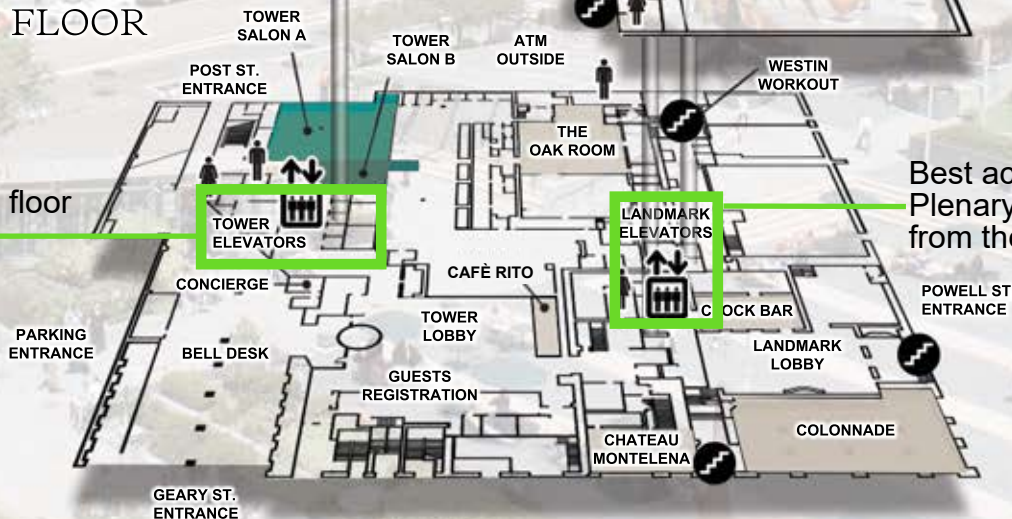 FLOOR
TOWER
SALON A
TOWER
SALON B
ATM
OUTSIDE
POST ST.
ENTRANCE
WESTIN
WORKOUT
THE
OAK ROOM
floor
TOWER
ELEVATORS
LANDMARK
ELEVATORS
Best ac
Plenary
from the
CONCIERGE
CAFÈ RITO
CLOCK BAR
POWELL ST
ENTRANCE
PARKING
ENTRANCE
BELL DESK
TOWER
LOBBY
LANDMARK
LOBBY
GUESTS
REGISTRATION
CHATEAU
MONTELENA
COLONNADE
GEARY ST.
ENTRANCE